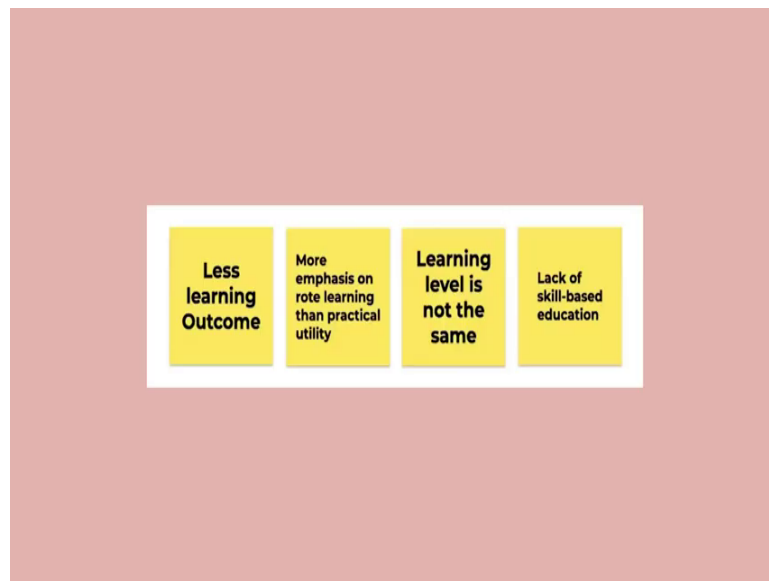 Less
learning
Outcome
More
emphasis on
rote learning
than practical
utility
Learning
level is
not the
same
Lack of
skill-based
education